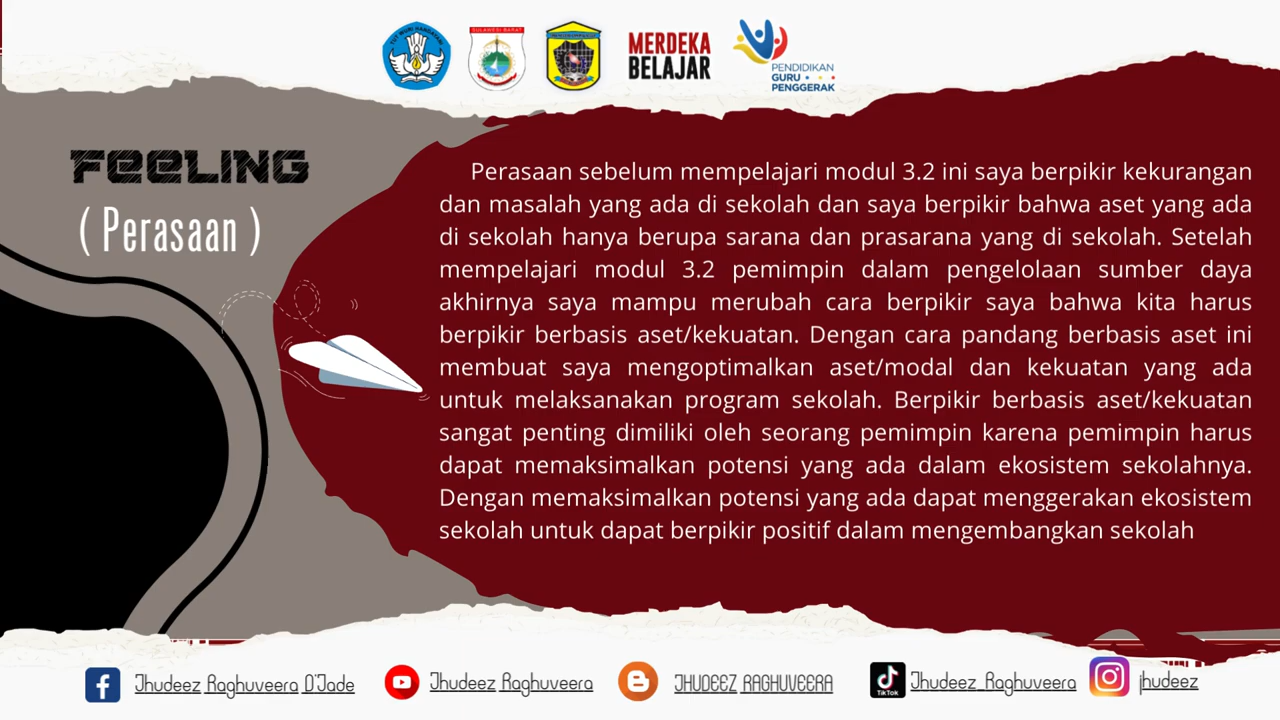 SULAWESI BARAT
MERDEKA
BELAJAR
PENDIDIKAN
GURU
PENGGERAK
FEELING
( Perasaan )
Perasaan sebelum mempelajari modul 3.2 ini saya berpikir kekurangan
dan masalah yang ada di sekolah dan saya berpikir bahwa aset yang ada
di sekolah hanya berupa sarana dan prasarana yang di sekolah. Setelah
mempelajari modul 3.2 pemimpin dalam pengelolaan sumber daya
akhirnya saya mampu merubah cara berpikir saya bahwa kita harus
berpikir berbasis aset/kekuatan. Dengan cara pandang berbasis aset ini
membuat saya mengoptimalkan aset/modal dan kekuatan yang ada
untuk melaksanakan program sekolah. Berpikir berbasis aset/kekuatan
sangat penting dimiliki oleh seorang pemimpin karena pemimpin harus
dapat memaksimalkan potensi yang ada dalam ekosistem sekolahnya.
Dengan memaksimalkan potensi yang ada dapat menggerakan ekosistem
sekolah untuk dapat berpikir positif dalam mengembangkan sekolah
Jhudeez Raghuveera D'Jade
Jhudeez Raghuveera
JHUDEEZ RAGHUVEERA
TikTok
Jhudeez_Raghuveera
jhudeez